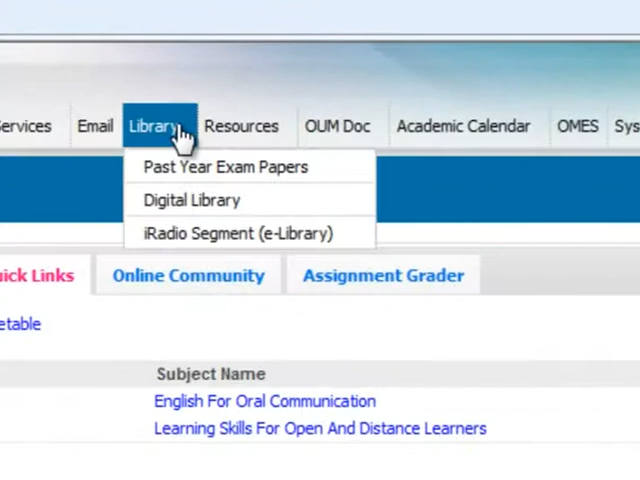 ervices Email Library Resources OUM Doc Academic Calendar OMES Sys
Past Year Exam Papers
Digital Library
iRadio Segment (e-Library)
uick Links Online Community Assignment Grader
etable
Subject Name
English For Oral Communication
Learning Skills For Open And Distance Learners